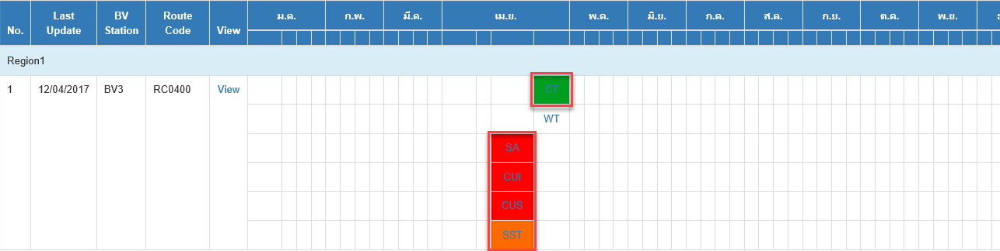 No. Last Update BV Station Route Code View ม.ค. ก.พ. มี.ค. เม.ย. พ.ค. มิ.ย. ก.ค. ส.ค. ก.ย. ต.ค. พ.ย.
Region1
1 12/04/2017 BV3 RC0400 View CT
WT
SA
CUI
CUS
SST